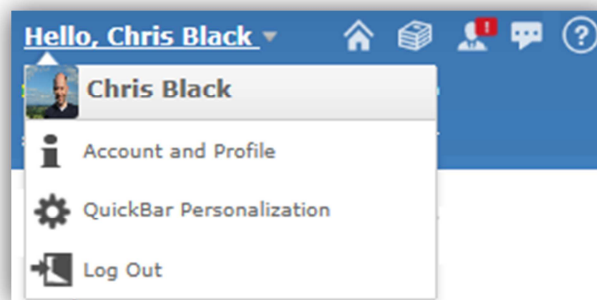 Hello, Chris Black
Chris Black
Account and Profile
QuickBar Personalization
Log Out